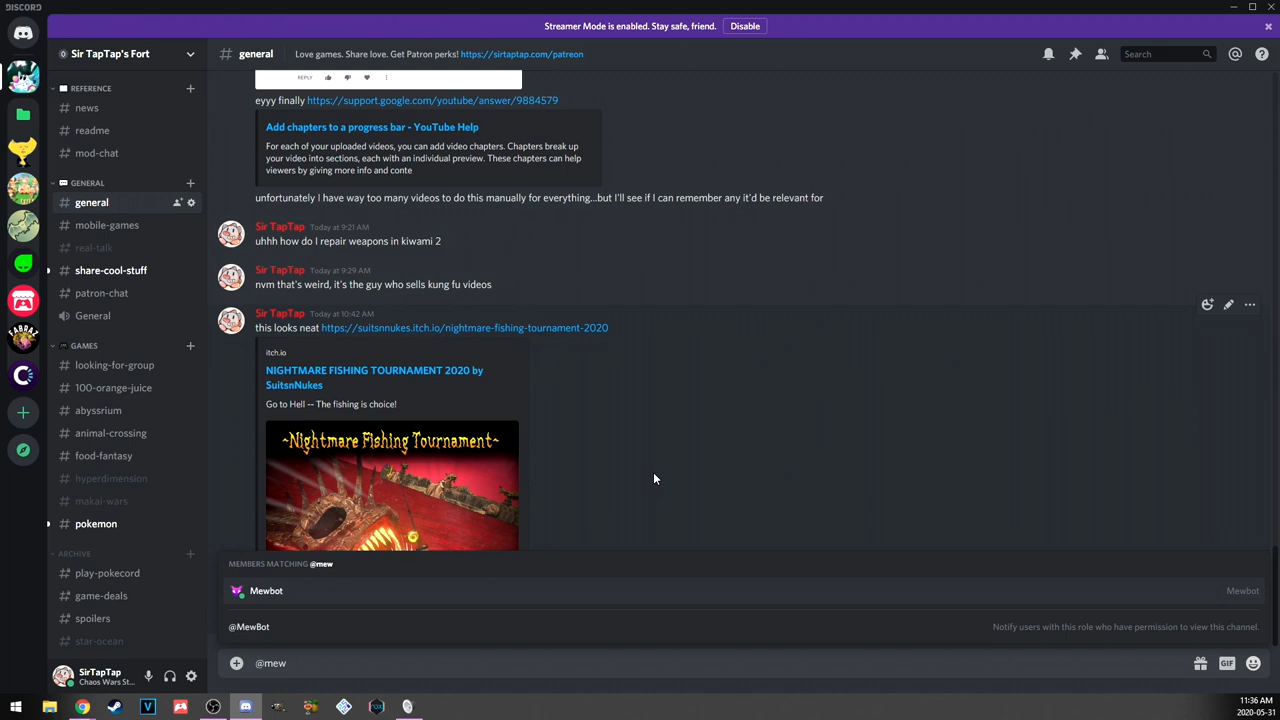 DISCORD
Streamer Mode is enabled. Stay safe, friend. Disable
Sir TapTap's Fort
# general Love games. Share love. Get Patron perks! https://sirtaptap.com/patreon
Search
REFERENCE
news
readme
mod-chat
GENERAL
general
mobile-games
real-talk
share-cool-stuff
patron-chat
General
GAMES
looking-for-group
100-orange-juice
abyssrium
animal-crossing
food-fantasy
hyperdimension
makai-wars
pokemon
ARCHIVE
play-pokecord
game-deals
spoilers
star-ocean
SirTapTap
Chaos Wars St...
REPLY
eyyy finally https://support.google.com/youtube/answer/9884579
Add chapters to a progress bar - YouTube Help
For each of your uploaded videos, you can add video chapters. Chapters break up
your video into sections, each with an individual preview. These chapters can help
viewers by giving more info and conte
unfortunately I have way too many videos to do this manually for everything...but I'll see if I can remember any it'd be relevant for
Sir TapTap Today at 9:21 AM
uhhh how do I repair weapons in kiwami 2
Sir TapTap Today at 9:29 AM
nvm that's weird, it's the guy who sells kung fu videos
Sir TapTap Today at 10:42 AM
this looks neat https://suitsnnukes.itch.io/nightmare-fishing-tournament-2020
itch.io
NIGHTMARE FISHING TOURNAMENT 2020 by
SuitsnNukes
Go to Hell -- The fishing is choice!
~Nightmare Fishing Tournament~
MEMBERS MATCHING @mew
Mewbot Mewbot
@MewBot Notify users with this role who have permission to view this channel.
@mew
GIF
11:36 AM
2020-05-31